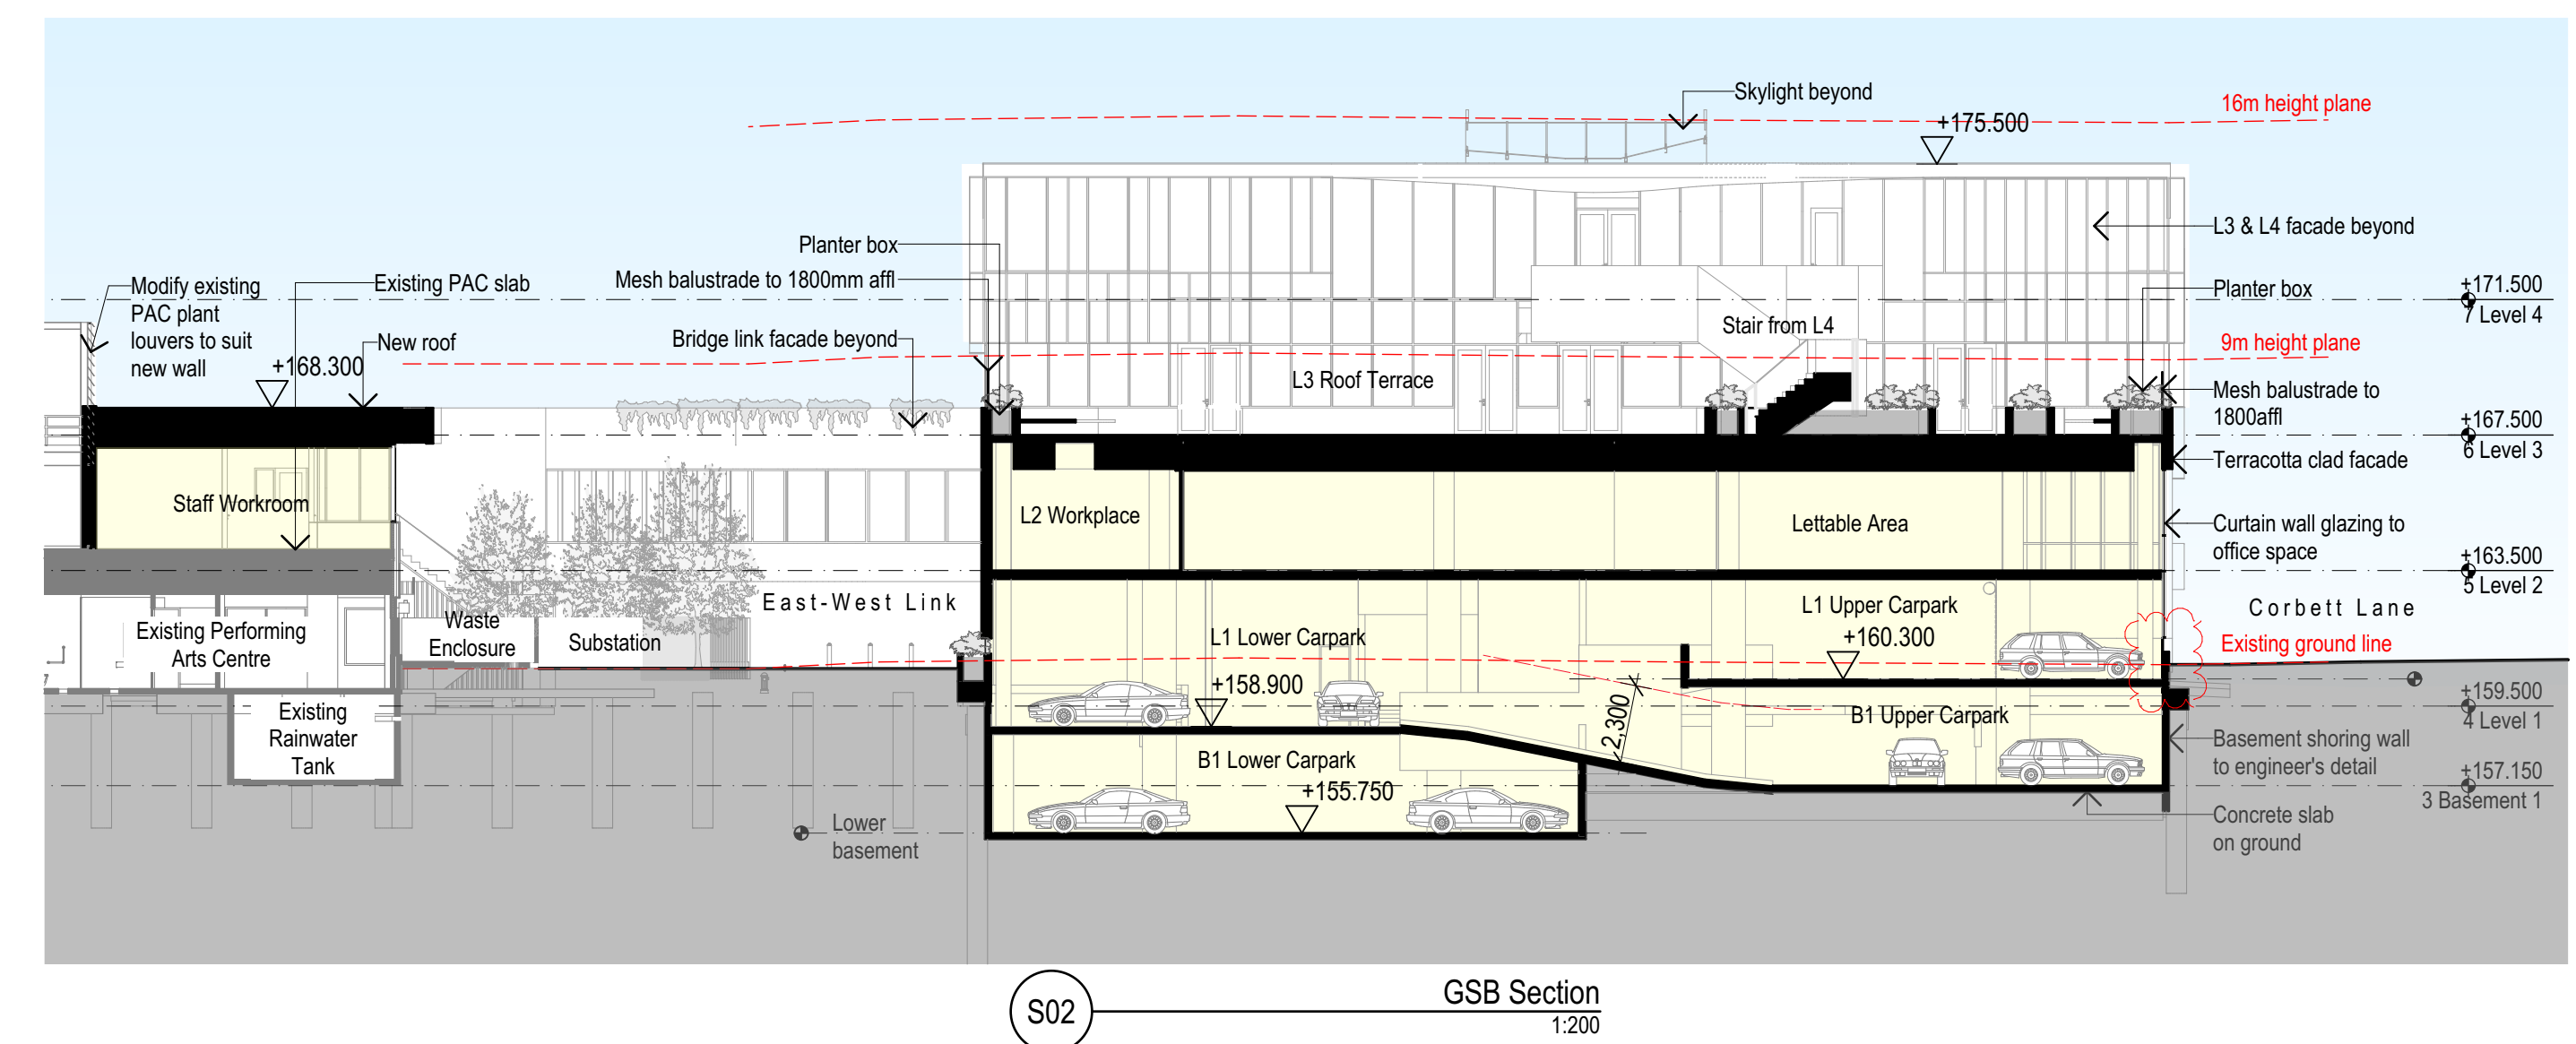 Skylight beyond
16m height plane
+175.500
L3 & L4 facade beyond
Planter box
Mesh balustrade to 1800mm affl
Bridge link facade beyond
Modify existing
PAC plant
louvers to suit
new wall
Existing PAC slab
New roof
+168.300
Planter box
+171.500
7 Level 4
Stair from L4
9m height plane
L3 Roof Terrace
Mesh balustrade to
1800affl
+167.500
6 Level 3
Terracotta clad facade
Staff Workroom
L2 Workplace
Lettable Area
Curtain wall glazing to
office space
+163.500
5 Level 2
East-West Link
L1 Upper Carpark
+160.300
Corbett Lane
Existing ground line
Existing Performing
Arts Centre
Waste
Enclosure
Substation
L1 Lower Carpark
+158.900
2,300
B1 Upper Carpark
+159.500
4 Level 1
Existing
Rainwater
Tank
B1 Lower Carpark
+155.750
Basement shoring wall
to engineer's detail
+157.150
3 Basement 1
Concrete slab
on ground
Lower
basement
S02
GSB Section
1:200